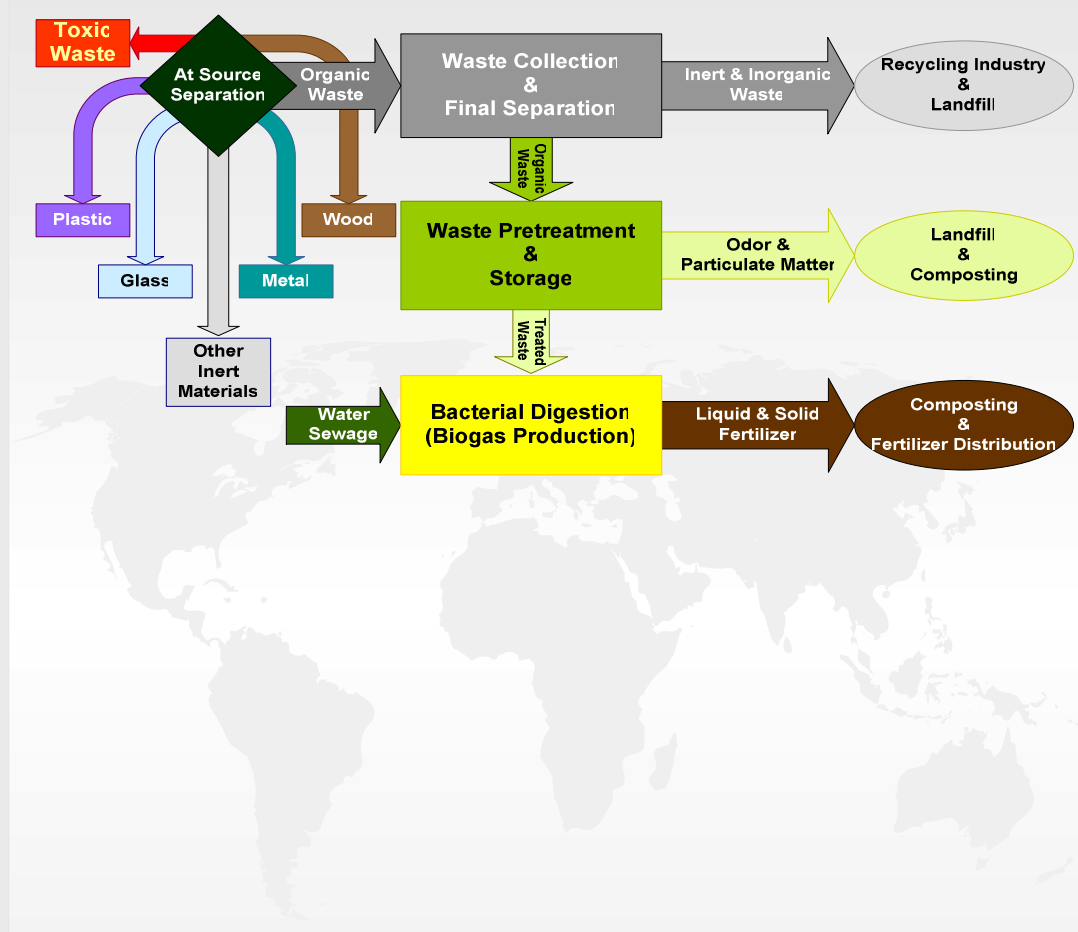 Toxic
Waste
At Source
Separation
Organic
Waste
Waste Collection
&
Final Separation
Inert & Inorganic
Waste
Recycling Industry
&
Landfill
Organic
Waste
Plastic
Wood
Glass
Metal
Other
Inert
Materials
Waste Pretreatment
&
Storage
Odor &
Particulate Matter
Landfill
&
Composting
Treated
Waste
Water
Sewage
Bacterial Digestion
(Biogas Production)
Liquid & Solid
Fertilizer
Composting
&
Fertilizer Distribution